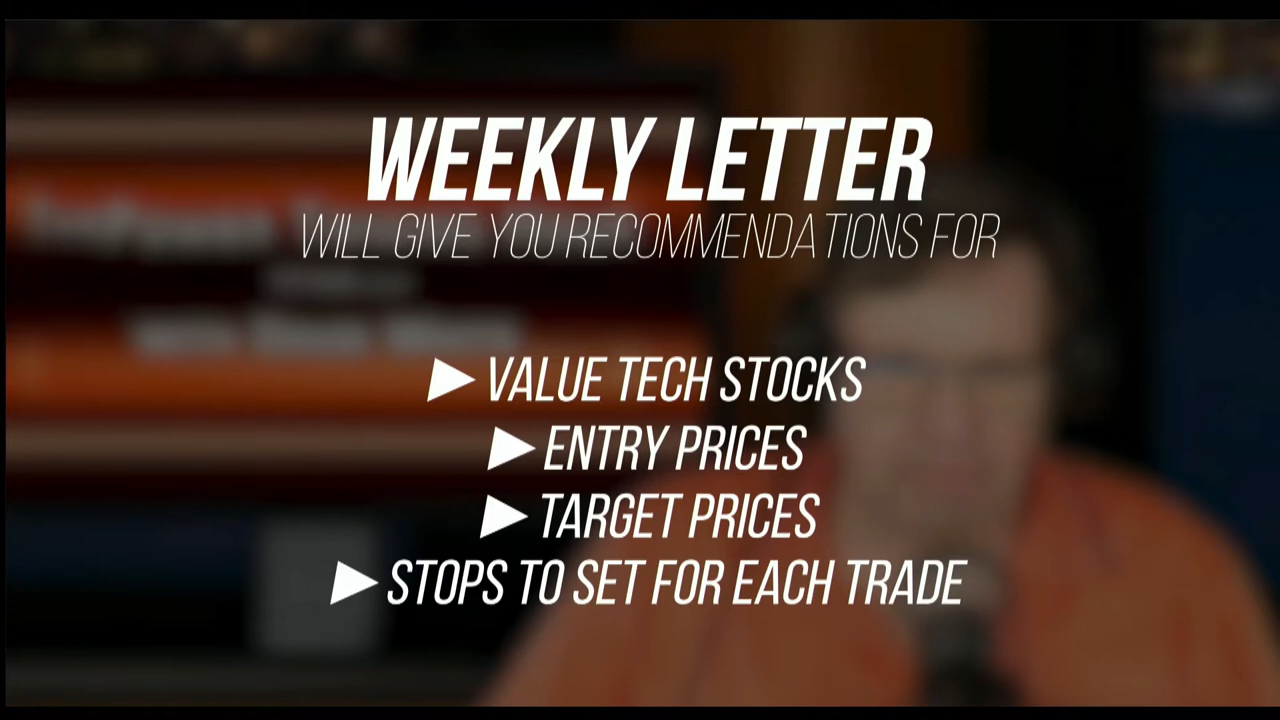 WEEKLY LETTER
WILL GIVE YOU RECOMMENDATIONS FOR
▶ VALUE TECH STOCKS
▶ ENTRY PRICES
▶ TARGET PRICES
▶ STOPS TO SET FOR EACH TRADE